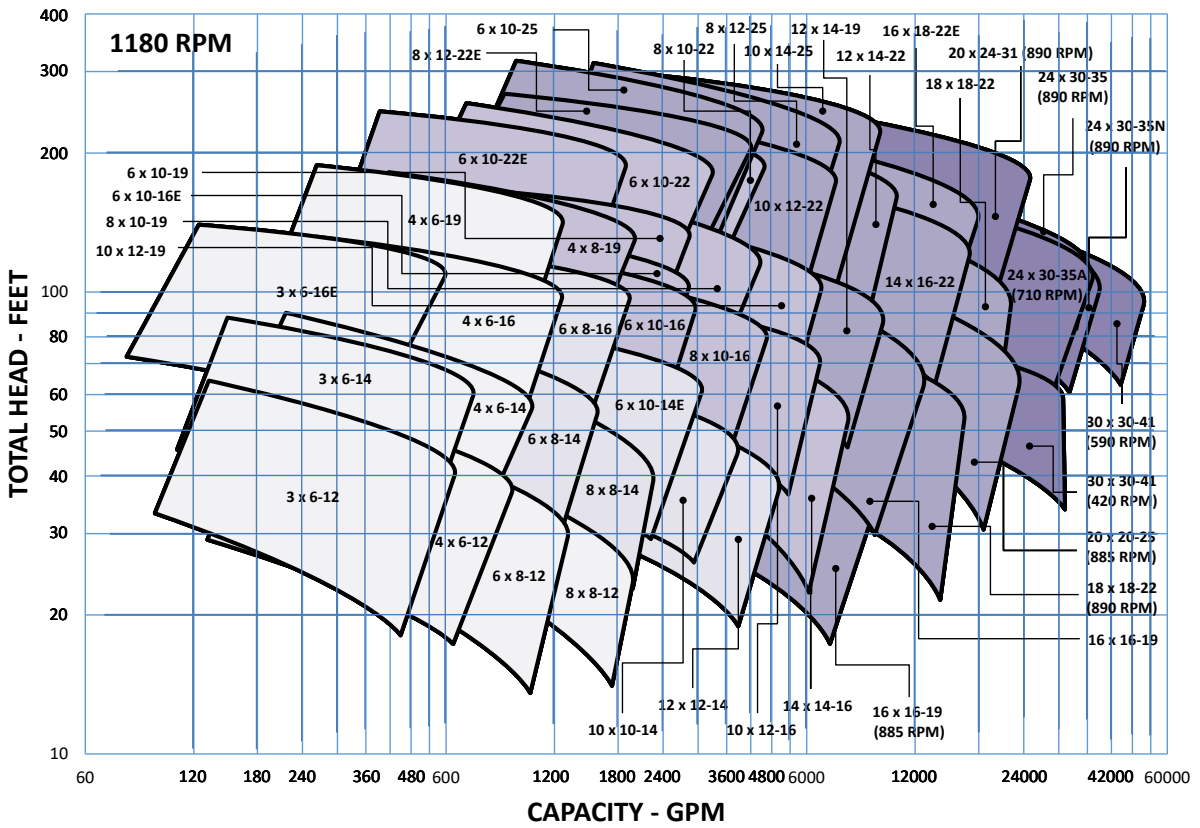 1180 RPM
TOTAL HEAD - FEET
400
300
200
100
80
60
50
40
30
20
10
6 x 10-25
8 x 12-22E
8 x 10-22
8 x 12-25
10 x 14-25
12 x 14-19
12 x 14-22
16 x 18-22E
18 x 18-22
20 x 24-31 (890 RPM)
24 x 30-35
(890 RPM)
24 x 30-35N
(890 RPM)
6 x 10-19
6 x 10-16E
8 x 10-19
10 x 12-19
6 x 10-22E
6 x 10-22
4 x 6-19
4 x 8-19
10 x 12-22
14 x 16-22
24 x 30-35A
(710 RPM)
3 x 6-16E
4 x 6-16
6 x 8-16
6 x 10-16
8 x 10-16
3 x 6-14
4 x 6-14
6 x 8-14
6 x 10-14E
8 x 8-14
3 x 6-12
4 x 6-12
6 x 8-12
8 x 8-12
30 x 30-41
(590 RPM)
30 x 30-41
(420 RPM)
20 x 20-25
(885 RPM)
18 x 18-22
(890 RPM)
16 x 16-19
10 x 10-14
12 x 12-14
10 x 12-16
14 x 14-16
16 x 16-19
(885 RPM)
60
120
180
240
360
480
600
1200
1800
2400
3600
4800
6000
12000
24000
42000
60000
CAPACITY - GPM